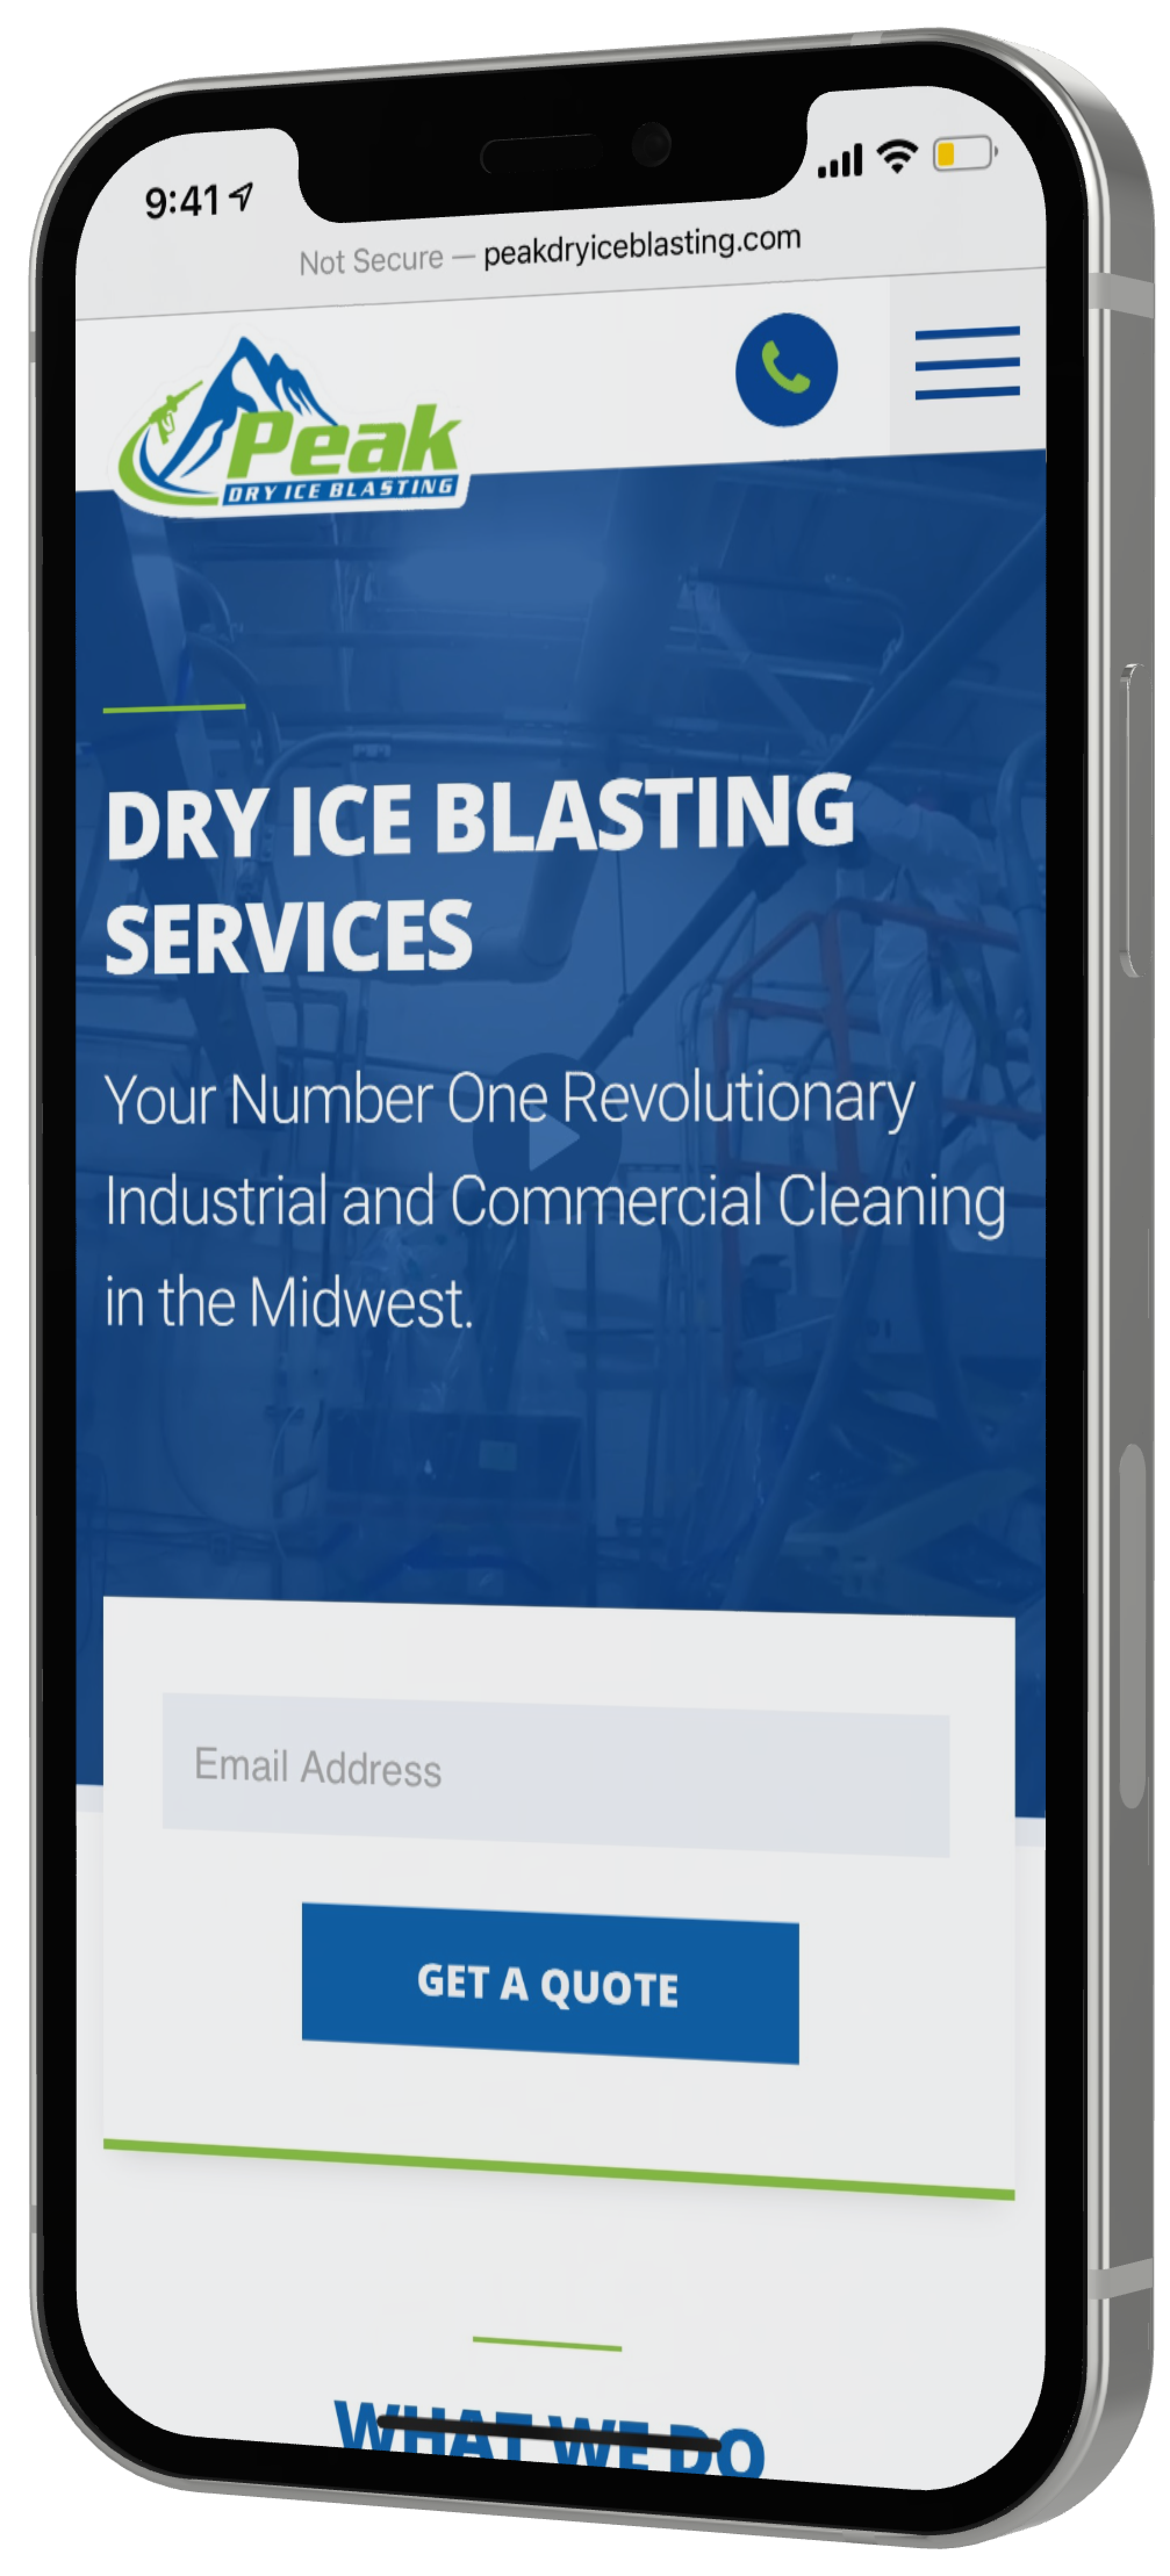 9:41
Not Secure — peakdryiceblasting.com
Peak
DRY ICE BLASTING
DRY ICE BLASTING
SERVICES
Your Number One Revolutionary
Industrial and Commercial Cleaning
in the Midwest.
Email Address
GET A QUOTE
WHAT WE DO